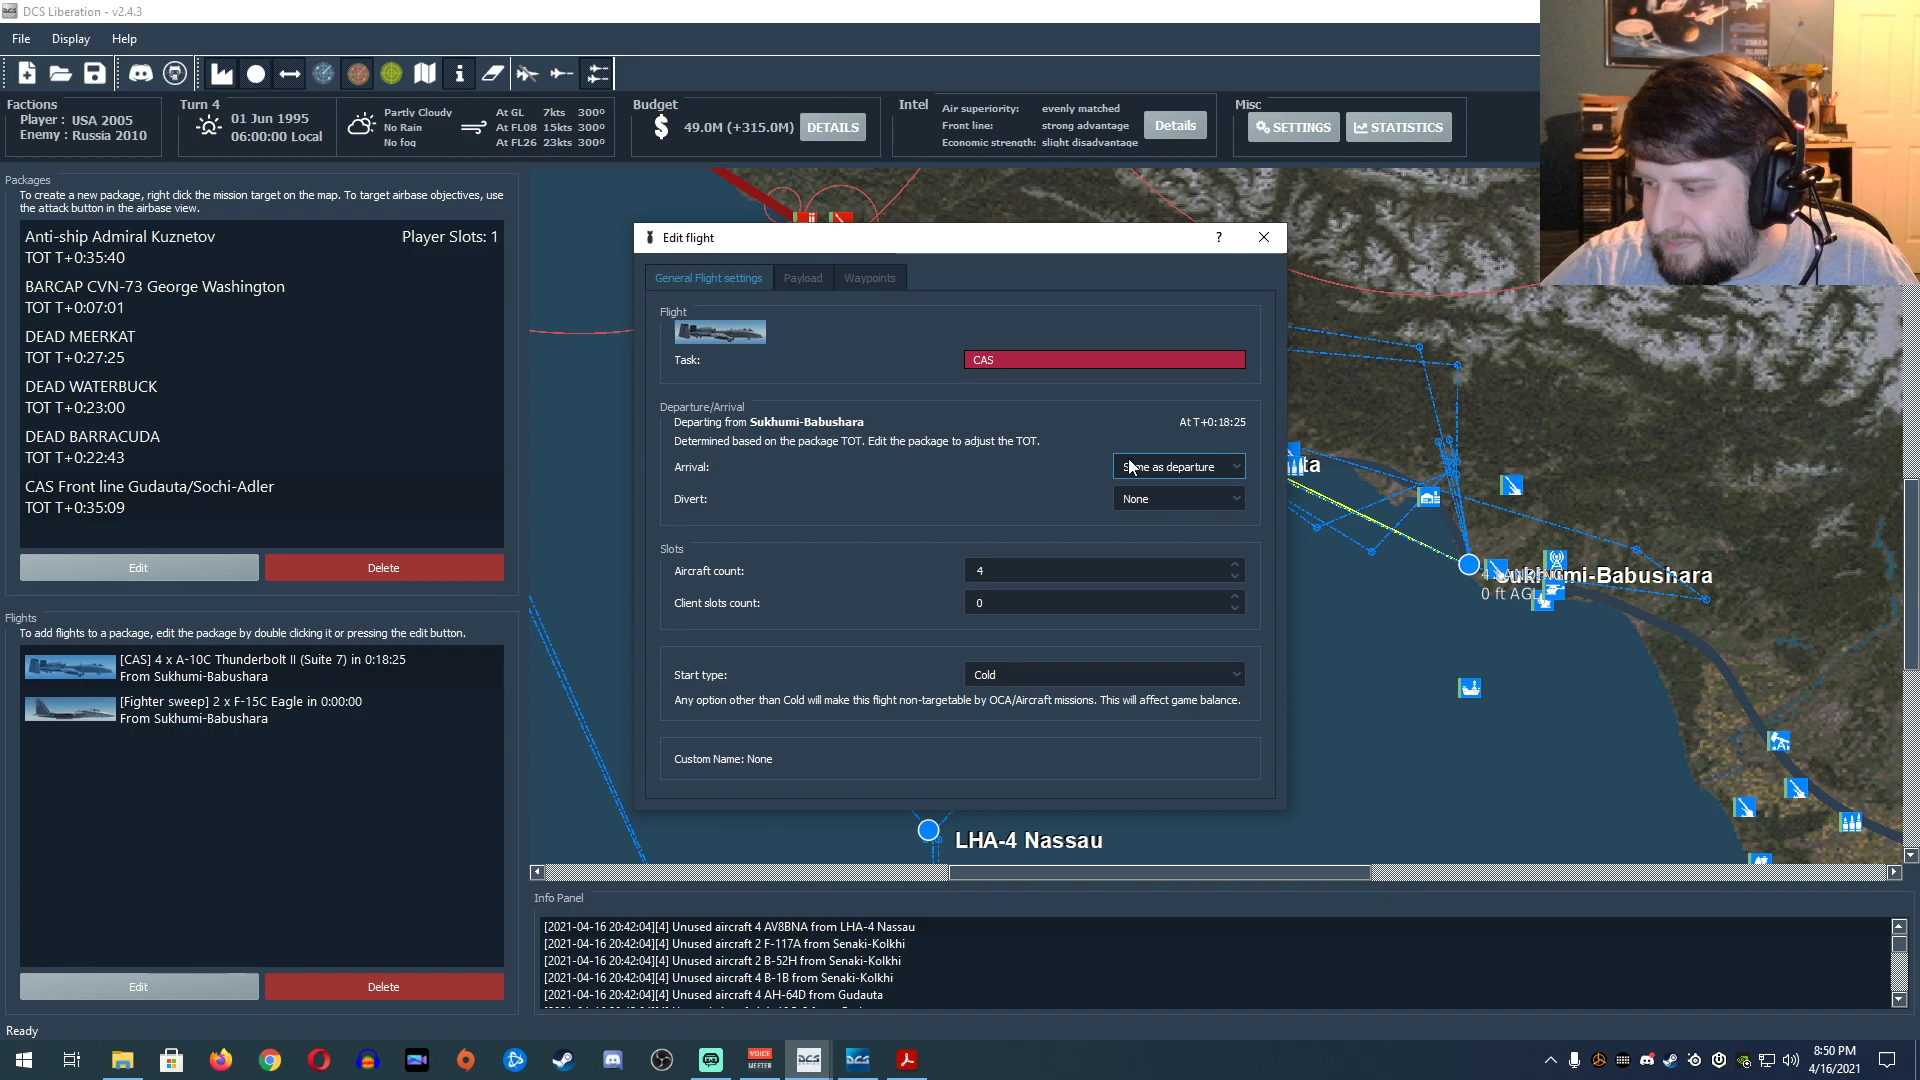 DCS Liberation - v2.4.3
File Display Help
Factions
Player : USA 2005
Enemy : Russia 2010
Turn 4
01 Jun 1995
06:00:00 Local
Partly Cloudy
No Rain
No fog
At GL 7kts 300º
At FL08 15kts 300º
At FL26 23kts 300º
Budget
$ 49.0M (+315.0M) DETAILS
Intel
Air superiority: evenly matched
Front line: strong advantage
Economic strength: slight disadvantage
Details
Misc
SETTINGS
STATISTICS
Packages
To create a new package, right click the mission target on the map. To target airbase objectives, use
the attack button in the airbase view.
Anti-ship Admiral Kuznetov Player Slots: 1
TOT T+0:35:40
BARCAP CVN-73 George Washington
TOT T+0:07:01
DEAD MEERKAT
TOT T+0:27:25
DEAD WATERBUCK
TOT T+0:23:00
DEAD BARRACUDA
TOT T+0:22:43
CAS Front line Gudauta/Sochi-Adler
TOT T+0:35:09
Edit
Delete
Flights
To add flights to a package, edit the package by double clicking it or pressing the edit button.
[CAS] 4 x A-10C Thunderbolt II (Suite 7) in 0:18:25
From Sukhumi-Babushara
[Fighter sweep] 2 x F-15C Eagle in 0:00:00
From Sukhumi-Babushara
Edit
Delete
Edit flight
?
General Flight settings
Payload
Waypoints
Flight
Task: CAS
Departure/Arrival
Departing from Sukhumi-Babushara At T+0:18:25
Determined based on the package TOT. Edit the package to adjust the TOT.
Arrival: Same as departure
Divert: None
Slots
Aircraft count: 4
Client slots count: 0
Start type: Cold
Any option other than Cold will make this flight non-targetable by OCA/Aircraft missions. This will affect game balance.
Custom Name: None
ta
Sukhumi-Babushara
0 ft AGL
LHA-4 Nassau
Info Panel
[2021-04-16 20:42:04][4] Unused aircraft 4 AV8BNA from LHA-4 Nassau
[2021-04-16 20:42:04][4] Unused aircraft 2 F-117A from Senaki-Kolkhi
[2021-04-16 20:42:04][4] Unused aircraft 2 B-52H from Senaki-Kolkhi
[2021-04-16 20:42:04][4] Unused aircraft 4 B-1B from Senaki-Kolkhi
[2021-04-16 20:42:04][4] Unused aircraft 4 AH-64D from Gudauta
Ready
VOICE
MEETER
DCS
DCS
8:50 PM
4/16/2021